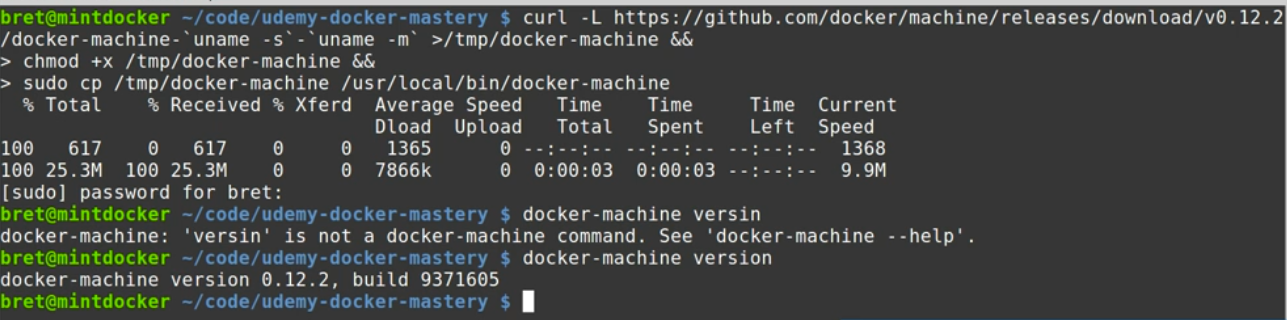 bret@mintdocker ~/code/udemy-docker-mastery $ curl -L https://github.com/docker/machine/releases/download/v0.12.2
/docker-machine-`uname -s`-`uname -m` >/tmp/docker-machine &&
> chmod +x /tmp/docker-machine &&
> sudo cp /tmp/docker-machine /usr/local/bin/docker-machine
  % Total    % Received % Xferd  Average Speed   Time    Time     Time  Current
                                 Dload  Upload   Total   Spent    Left  Speed
100   617    0   617    0     0   1365      0 --:--:-- --:--:-- --:--:--  1368
100 25.3M  100 25.3M    0     0  7866k      0  0:00:03  0:00:03 --:--:--  9.9M
[sudo] password for bret:
bret@mintdocker ~/code/udemy-docker-mastery $ docker-machine versin
docker-machine: 'versin' is not a docker-machine command. See 'docker-machine --help'.
bret@mintdocker ~/code/udemy-docker-mastery $ docker-machine version
docker-machine version 0.12.2, build 9371605
bret@mintdocker ~/code/udemy-docker-mastery $